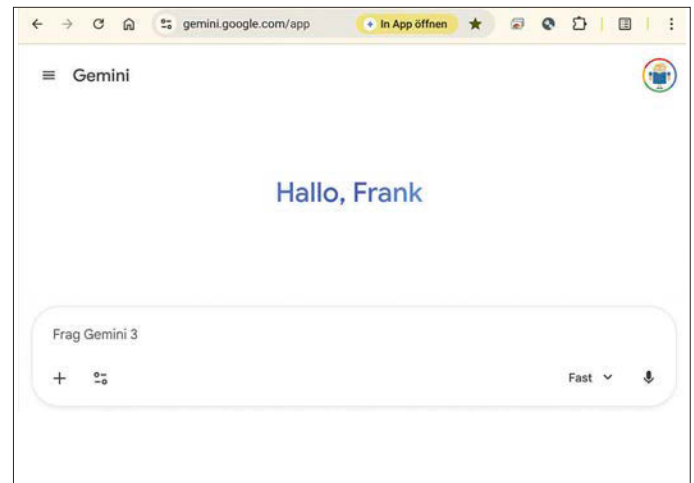 gemini.google.com/app In App öffnen
Gemini
Hallo, Frank
Frag Gemini 3
Fast